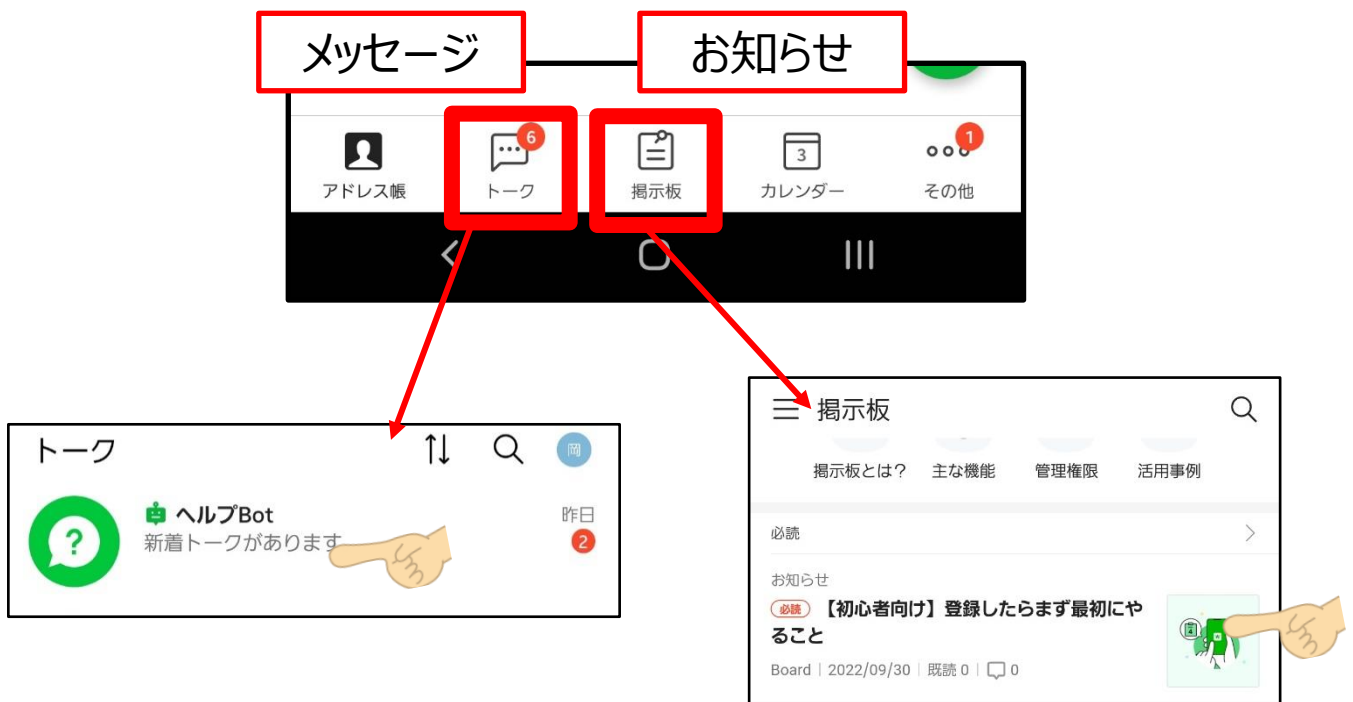 メッセージ
お知らせ
6
3
1
アドレス帳
トーク
掲示板
カレンダー
その他
トーク
岡
ヘルプBot
昨日
?
新着トークがあります
2
掲示板
掲示板とは?
主な機能
管理権限
活用事例
必読
お知らせ
必読 【初心者向け】登録したらまず最初にや
ること
Board | 2022/09/30 | 既読 0 | 0